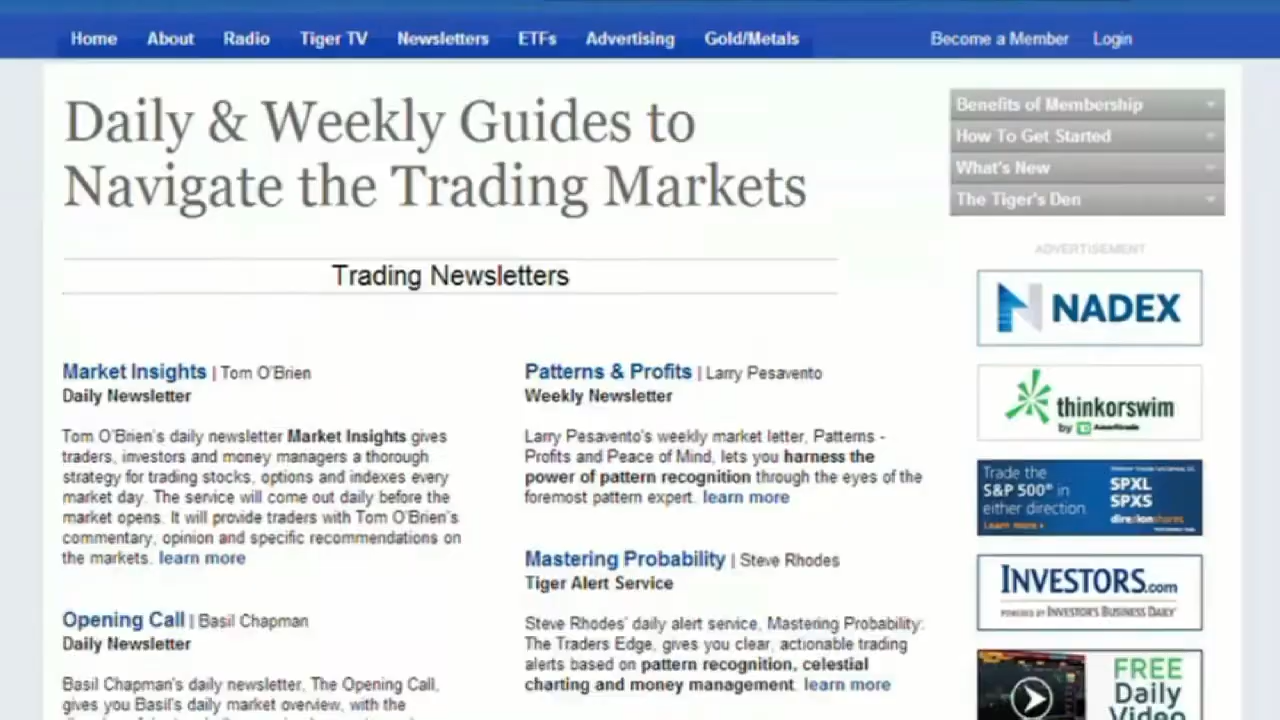 Home About Radio Tiger TV Newsletters ETFs Advertising Gold/Metals Become a Member Login
Daily & Weekly Guides to
Navigate the Trading Markets
Trading Newsletters
Market Insights | Tom O'Brien
Daily Newsletter
Tom O'Brien's daily newsletter Market Insights gives
traders, investors and money managers a thorough
strategy for trading stocks, options and indexes every
market day. The service will come out daily before the
market opens. It will provide traders with Tom O'Brien's
commentary, opinion and specific recommendations on
the markets. learn more
Opening Call | Basil Chapman
Daily Newsletter
Basil Chapman's daily newsletter, The Opening Call,
gives you Basil's daily market overview, with the
Patterns & Profits | Larry Pesavento
Weekly Newsletter
Larry Pesavento's weekly market letter, Patterns -
Profits and Peace of Mind, lets you harness the
power of pattern recognition through the eyes of the
foremost pattern expert. learn more
Mastering Probability | Steve Rhodes
Tiger Alert Service
Steve Rhodes' daily alert service, Mastering Probability:
The Traders Edge, gives you clear, actionable trading
alerts based on pattern recognition, celestial
charting and money management. learn more
Benefits of Membership
How To Get Started
What's New
The Tiger's Den
ADVERTISEMENT
NADEX
thinkorswim
by TD Ameritrade
Trade the
S&P 500® in
either direction
Learn more
SPXL
SPXS
direxionshares
INVESTORS.com
POWERED BY INVESTOR'S BUSINESS DAILY
FREE
Daily
Video